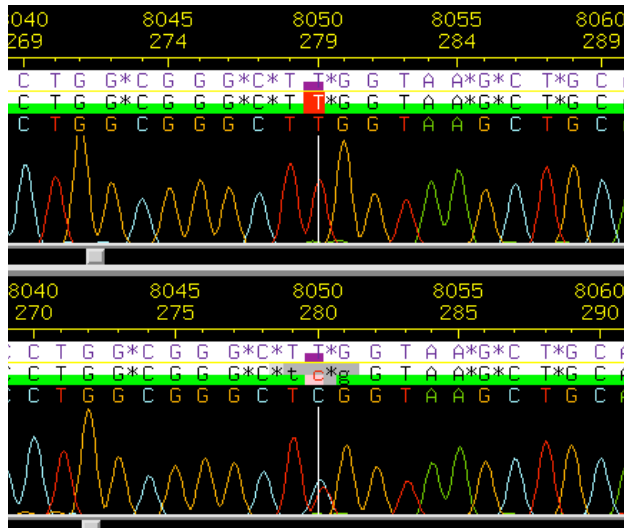 8040 8045 8050 8055 8060
269 274 279 284 289
C T G G*C G G G*C*T T*G G T A A*G*C T*G C
C T G G*C G G G*C*T T*G G T A A*G*C T*G C
C T G G C G G G C T T G G T A A G C T G C
8040 8045 8050 8055 8060
270 275 280 285 290
C T G G*C G G G*C*T T*G G T A A*G*C T*G C A
C T G G*C G G G*C*t c*g G T A A*G*C T*G C A
C T G G C G G G C T C G G T A A G C T G C A